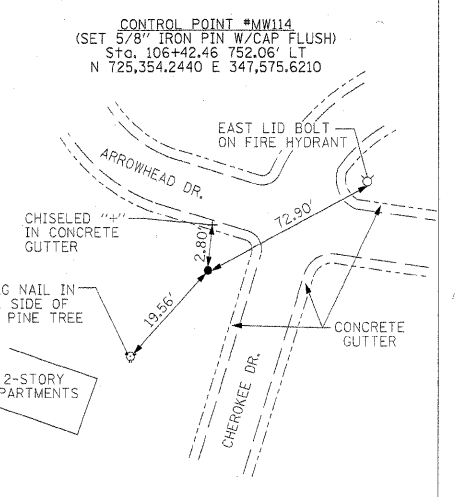 CONTROL POINT #MW114
(SET 5/8" IRON PIN W/CAP FLUSH)
Sta. 106+42.46 752.06' LT
N 725,354.2440 E 347,575.6210
EAST LID BOLT
ON FIRE HYDRANT
ARROWHEAD DR.
72.90'
CHISELED "+"
IN CONCRETE
GUTTER
2.80'
G NAIL IN
SIDE OF
PINE TREE
19.56'
CONCRETE
GUTTER
2-STORY
PARTMENTS
CHEROKEE DR.